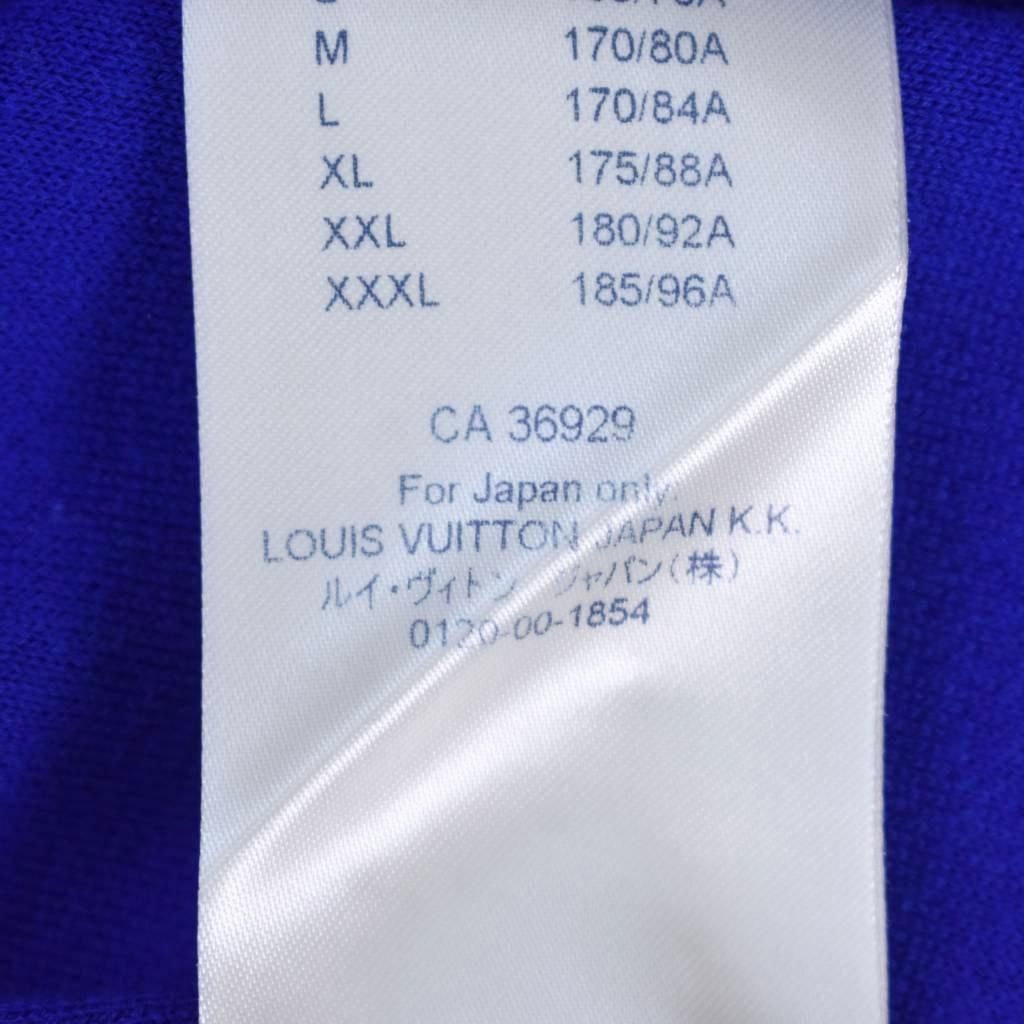 M 170/80A
L 170/84A
XL 175/88A
XXL 180/92A
XXXL 185/96A
CA 36929
For Japan only.
LOUIS VUITTON JAPAN K.K.
ルイ・ヴィトン ジャパン(株)
0120-00-1854